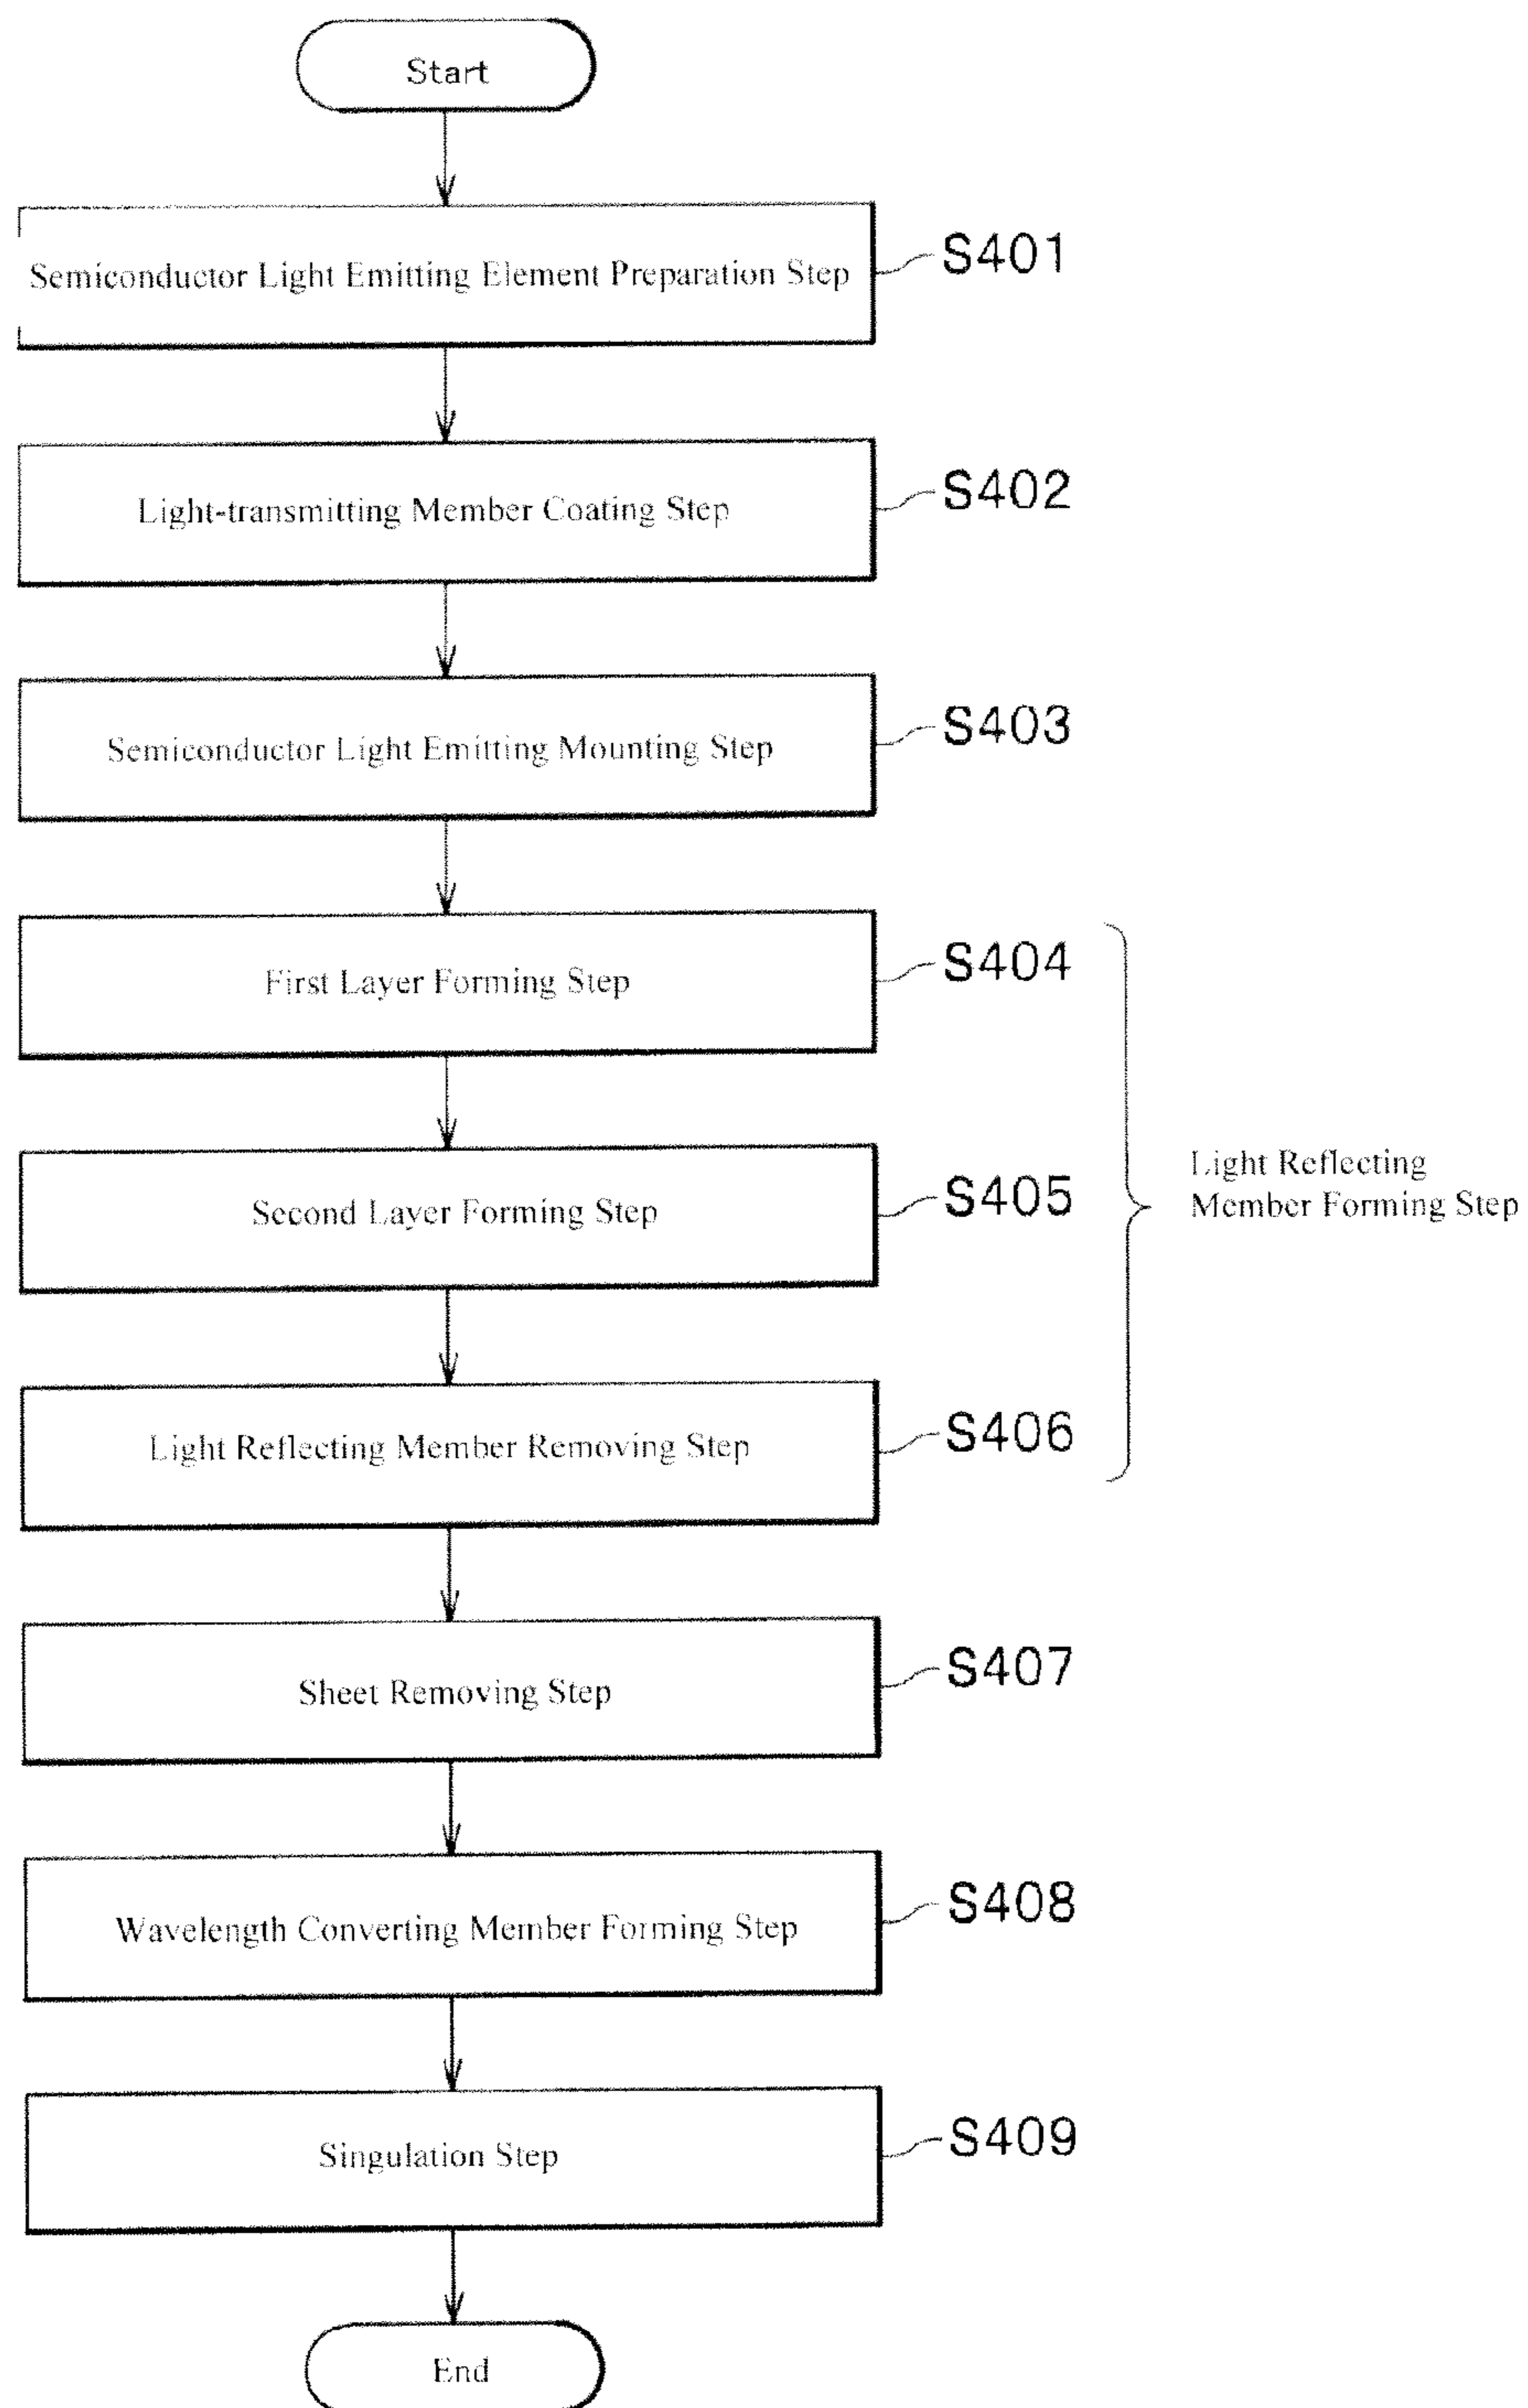 Start
Semiconductor Light Emitting Element Preparation Step
S401
Light-transmitting Member Coating Step
S402
Semiconductor Light Emitting Mounting Step
S403
First Layer Forming Step
S404
Second Layer Forming Step
S405
Light Reflecting
Member Forming Step
Light Reflecting Member Removing Step
S406
Sheet Removing Step
S407
Wavelength Converting Member Forming Step
S408
Singulation Step
S409
End